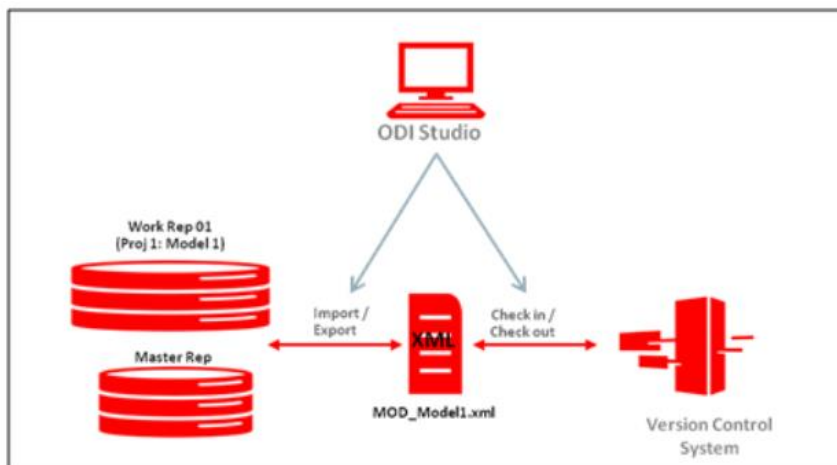 ODI Studio
Work Rep 01
(Proj 1: Model 1)
Import /
Export
XML
Check in /
Check out
Master Rep
MOD_Model1.xml
Version Control
System